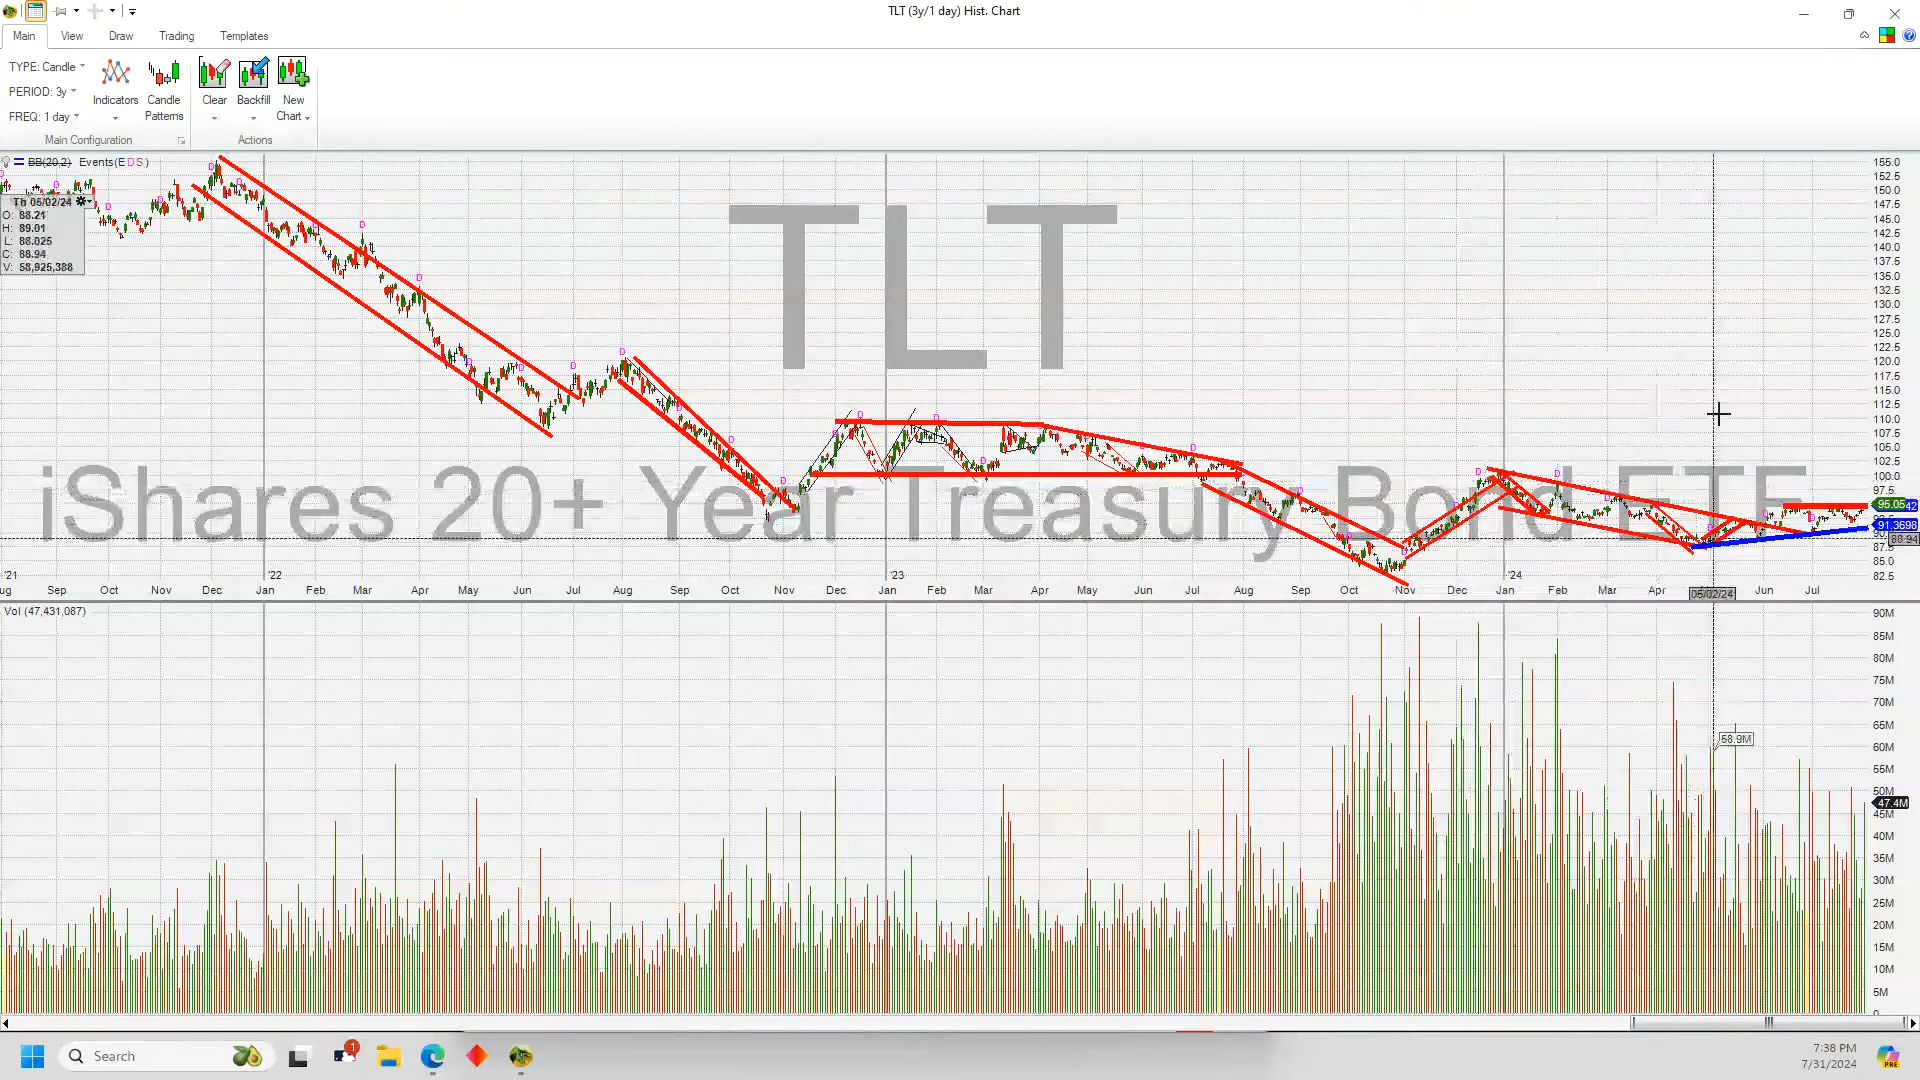 TLT (3y/1 day) Hist. Chart
Main View Draw Trading Templates
TYPE: Candle
PERIOD: 3y
FREQ: 1 day
Indicators
Candle Patterns
Clear
Backfill
New Chart
Main Configuration
Actions
BB(20,2) Events(EDS)
Th 05/02/24
O: 88.21
H: 89.01
L: 88.025
C: 88.94
V: 58,925,388
TLT
iShares 20+ Year Treasury Bond ETF
155.0
152.5
150.0
147.5
145.0
142.5
140.0
137.5
135.0
132.5
130.0
127.5
125.0
122.5
120.0
117.5
115.0
112.5
110.0
107.5
105.0
102.5
100.0
97.5
95.05
91.3698
88.94
87.5
85.0
82.5
'21 '22 '23 '24
Sep Oct Nov Dec Jan Feb Mar Apr May Jun Jul Aug Sep Oct Nov Dec Jan Feb Mar Apr May Jun Jul Aug Sep Oct Nov Dec Jan Feb Mar Apr 05/02/24 Jun Jul
Vol (47,431,087)
90M
85M
80M
75M
70M
65M
60M
58.9M
55M
50M
47.4M
45M
40M
35M
30M
25M
20M
15M
10M
5M
Search
1
7:38 PM
7/31/2024
PRE